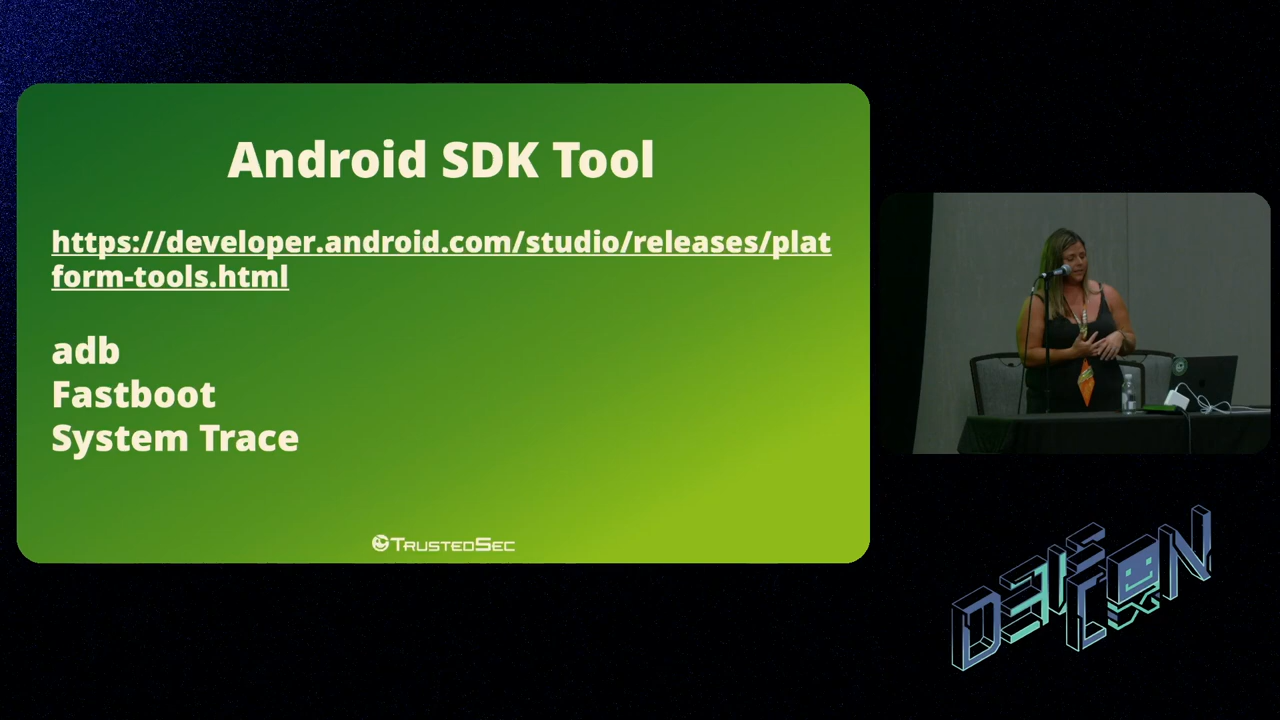 Android SDK Tool
https://developer.android.com/studio/releases/plat
form-tools.html
adb
Fastboot
System Trace
TRUSTEDSEC
DEF CON